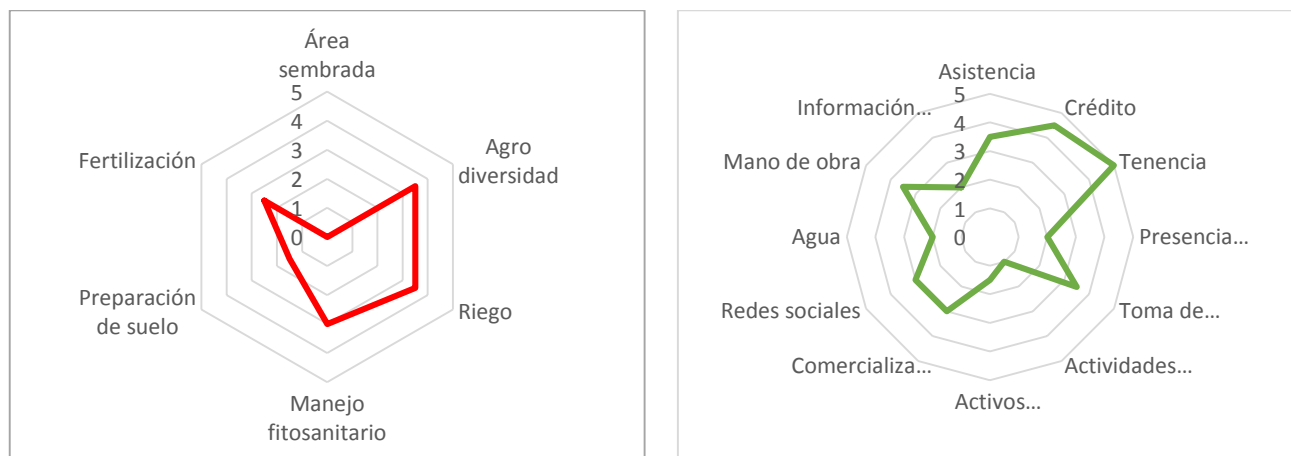 Área
sembrada
5
4
3
2
1
0
Agro
diversidad
Riego
Manejo
fitosanitario
Preparación
de suelo
Fertilización
Asistencia
5
4
3
2
1
0
Crédito
Tenencia
Presencia...
Toma de...
Actividades...
Activos...
Comercializa...
Redes sociales
Agua
Mano de obra
Información...